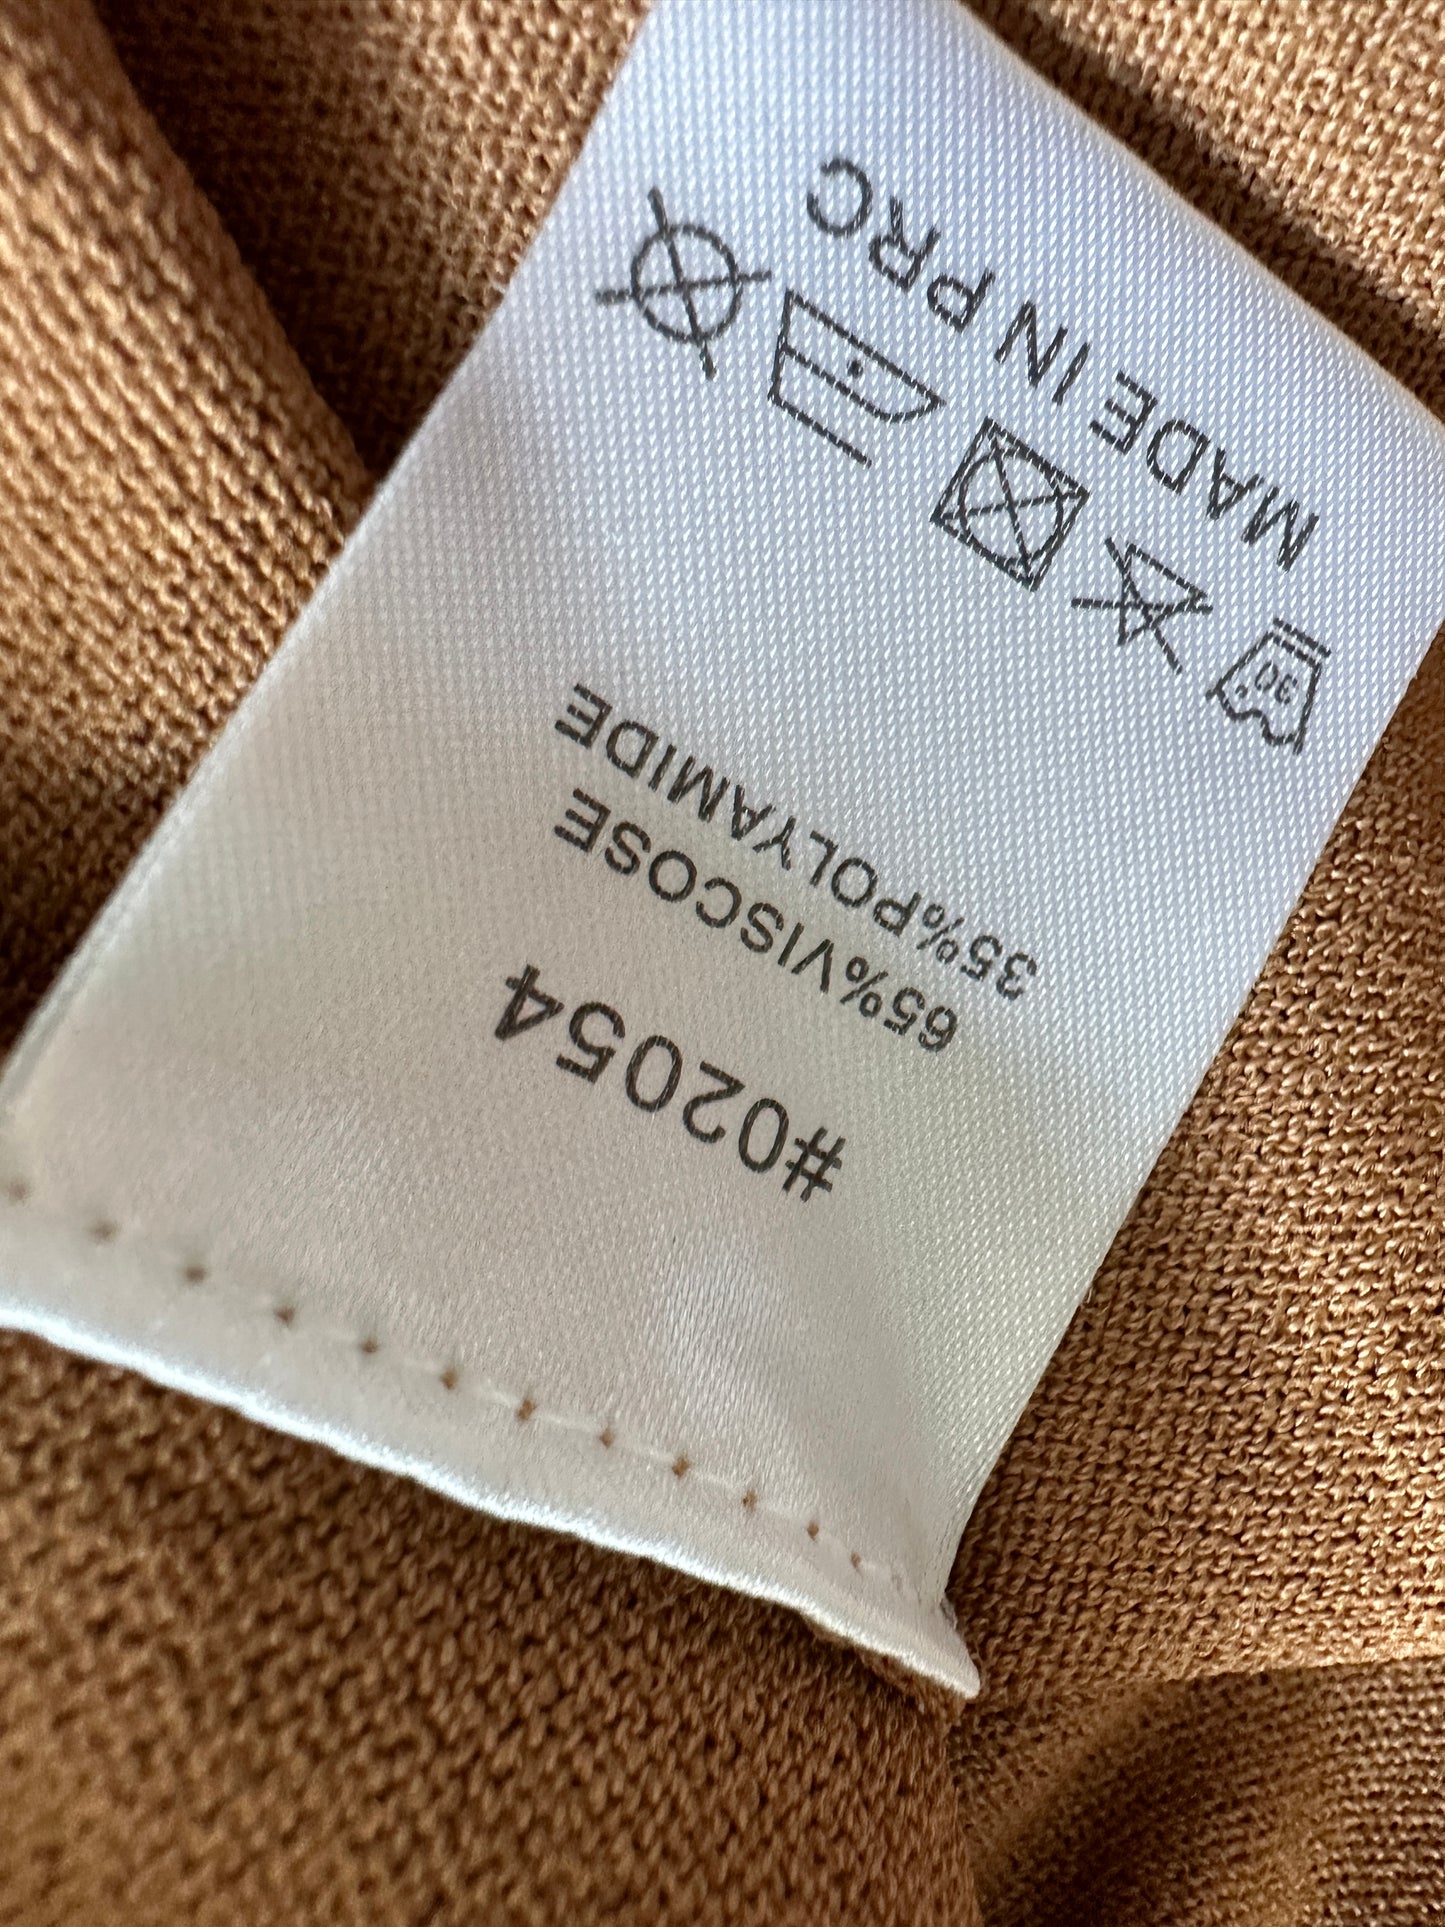 #02054
65%VISCOSE
35%POLYAMIDE
30
MADE IN PRC